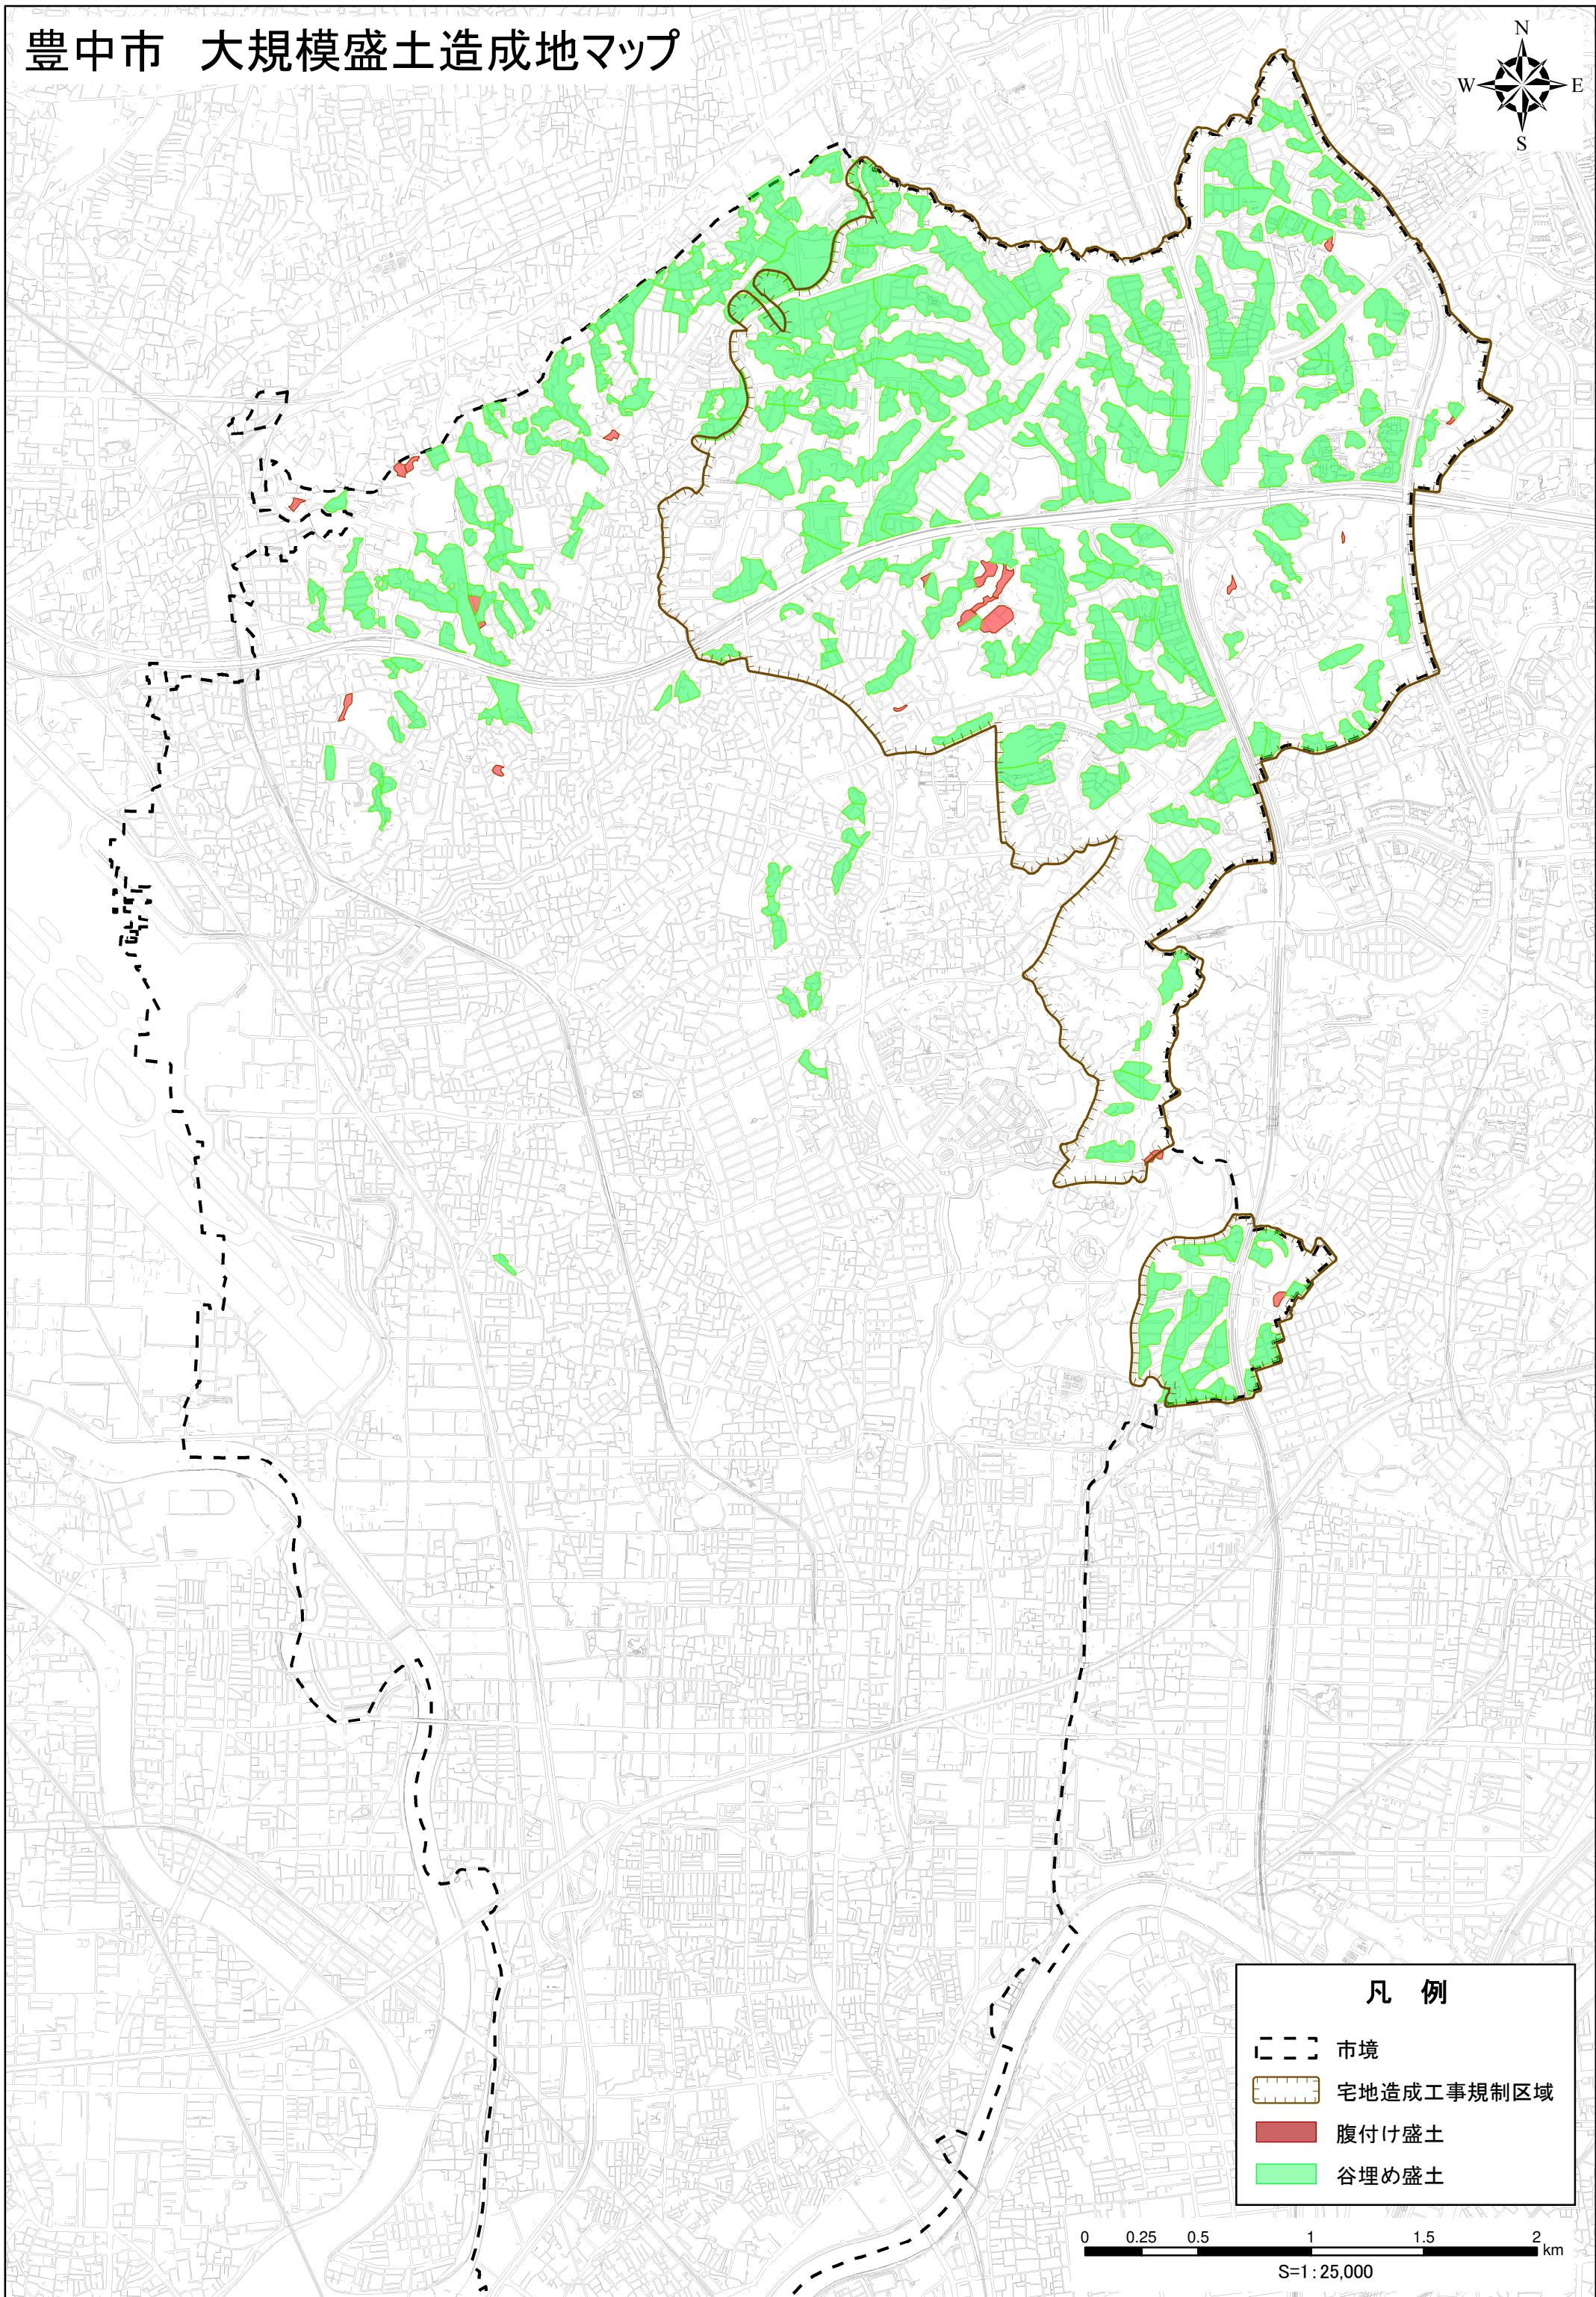 豊中市　大規模盛土造成地マップ
N
W E
S
凡　例
市境
宅地造成工事規制区域
腹付け盛土
谷埋め盛土
0 0.25 0.5 1 1.5 2
km
S=1:25,000